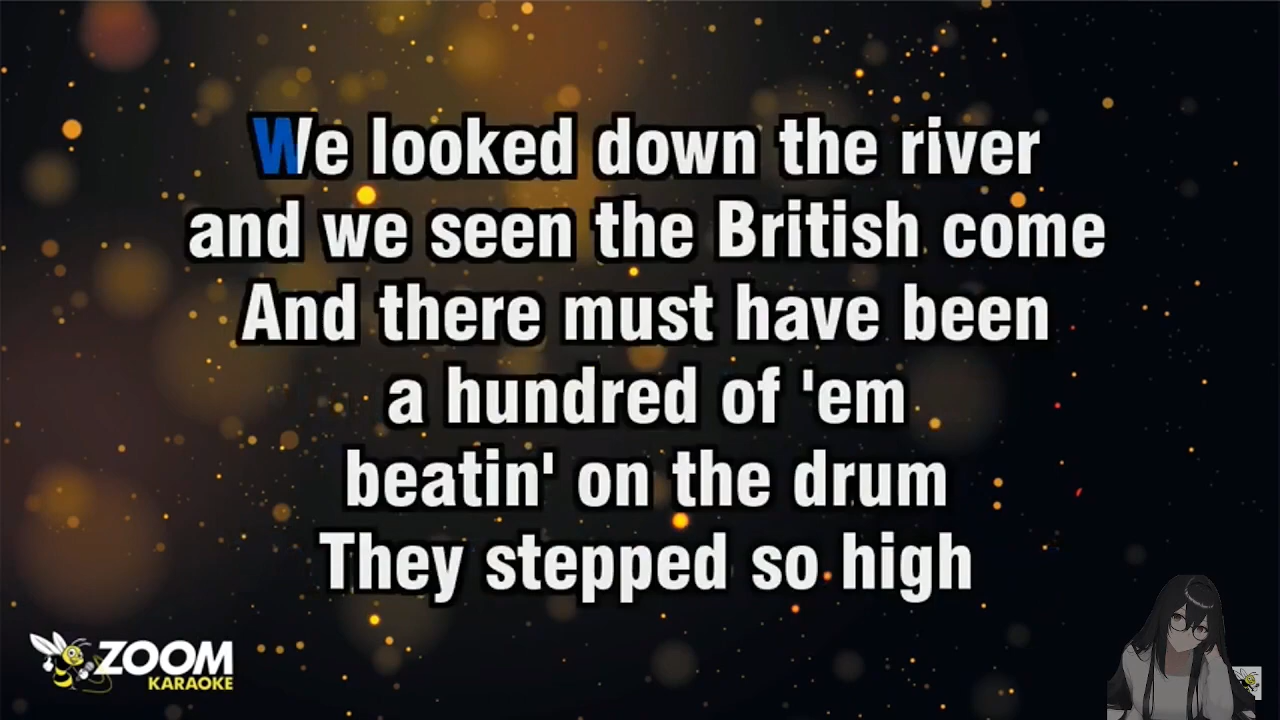 We looked down the river
and we seen the British come
And there must have been
a hundred of 'em
beatin' on the drum
They stepped so high
ZOOM
KARAOKE